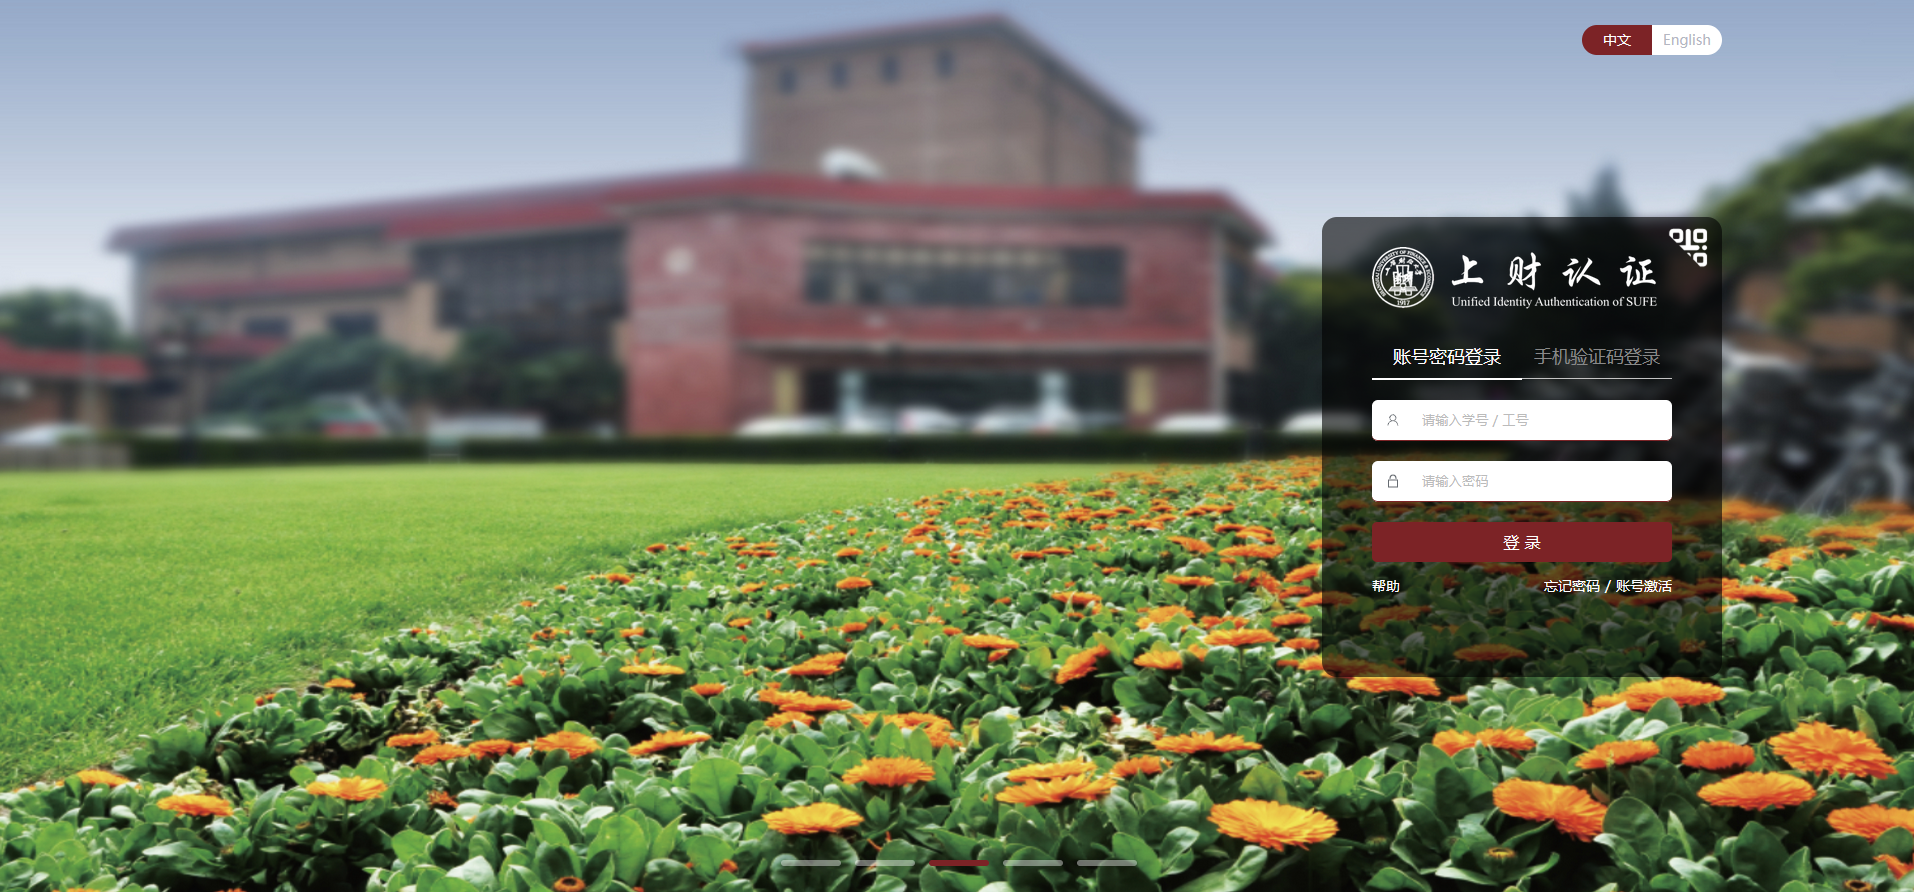 中文 English
上财认证
Unified Identity Authentication of SUFE
1917
账号密码登录 手机验证码登录
请输入学号 / 工号
请输入密码
登 录
帮助 忘记密码 / 账号激活